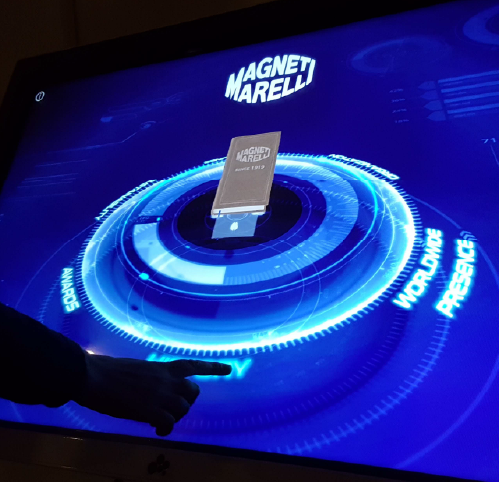 MAGNETI
MARELLI
MAGNETI
MARELLI
SINCE 1919
AWARDS
WORLDWIDE
PRESENCE